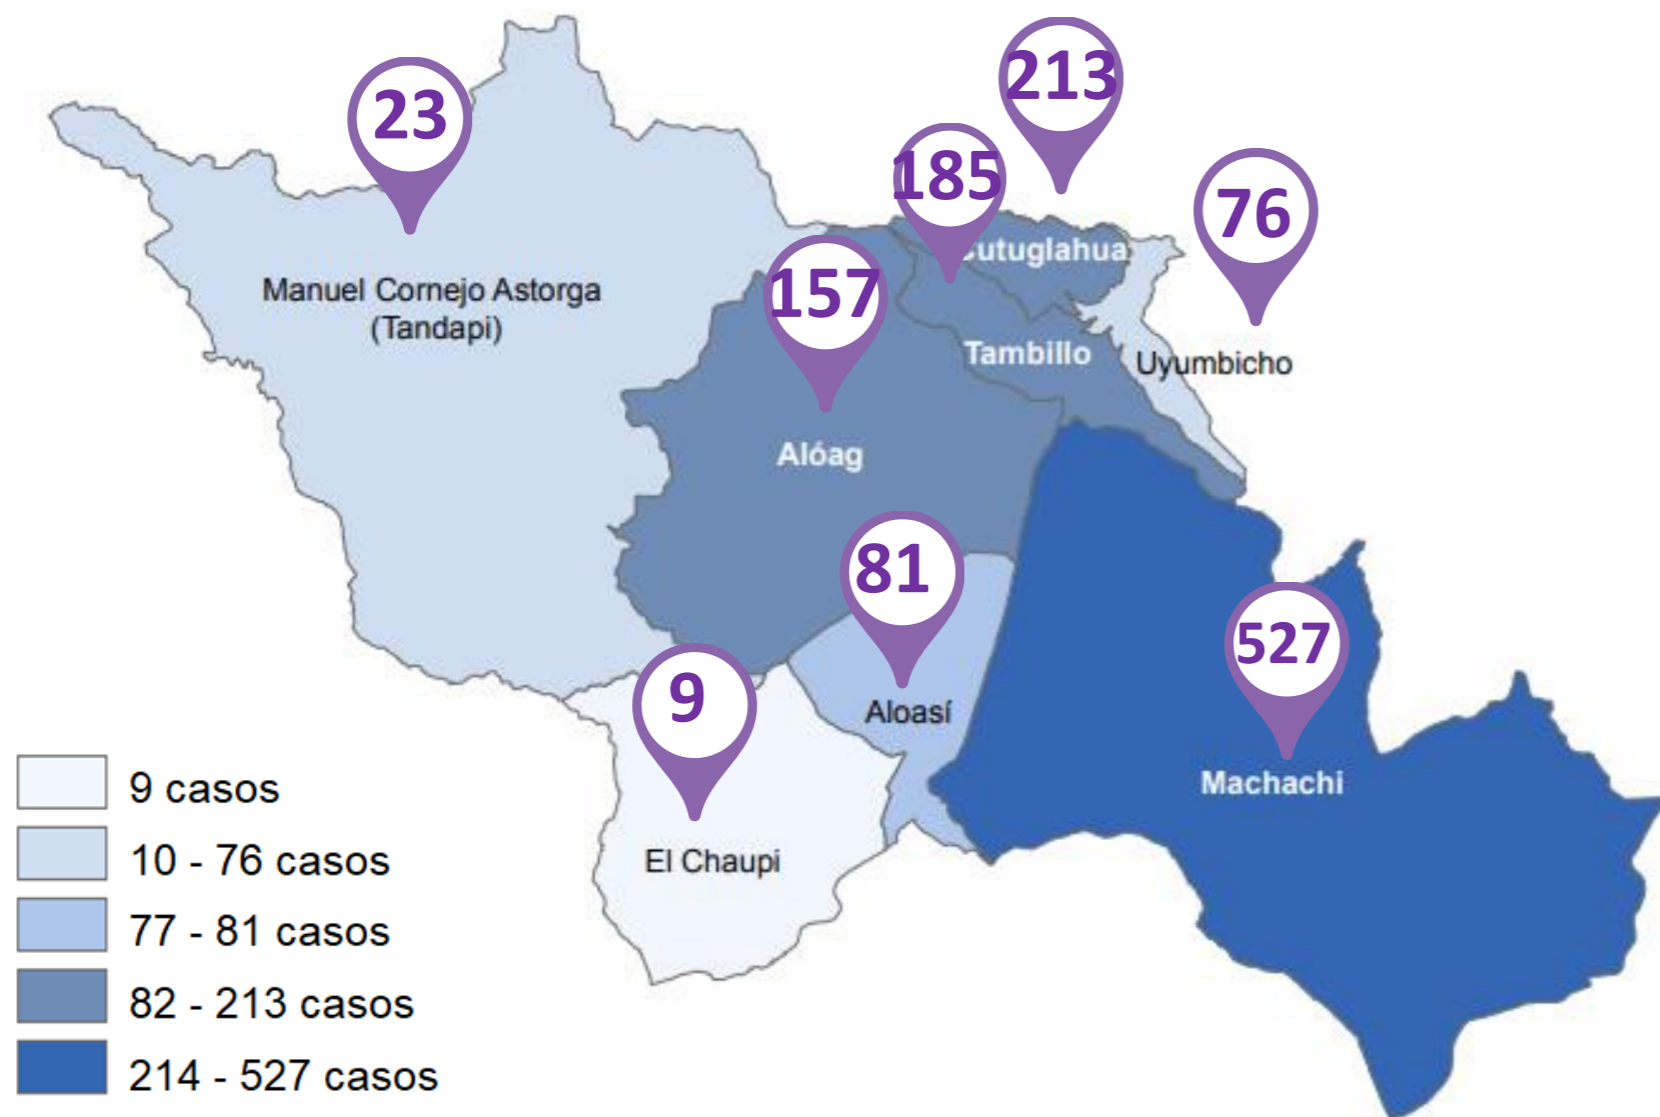 213
23
185
76
Cutuglahua
157
Manuel Cornejo Astorga
(Tandapi)
Tambillo
Uyumbicho
Alóag
81
527
9
Aloasí
Machachi
El Chaupi
9 casos
10 - 76 casos
77 - 81 casos
82 - 213 casos
214 - 527 casos